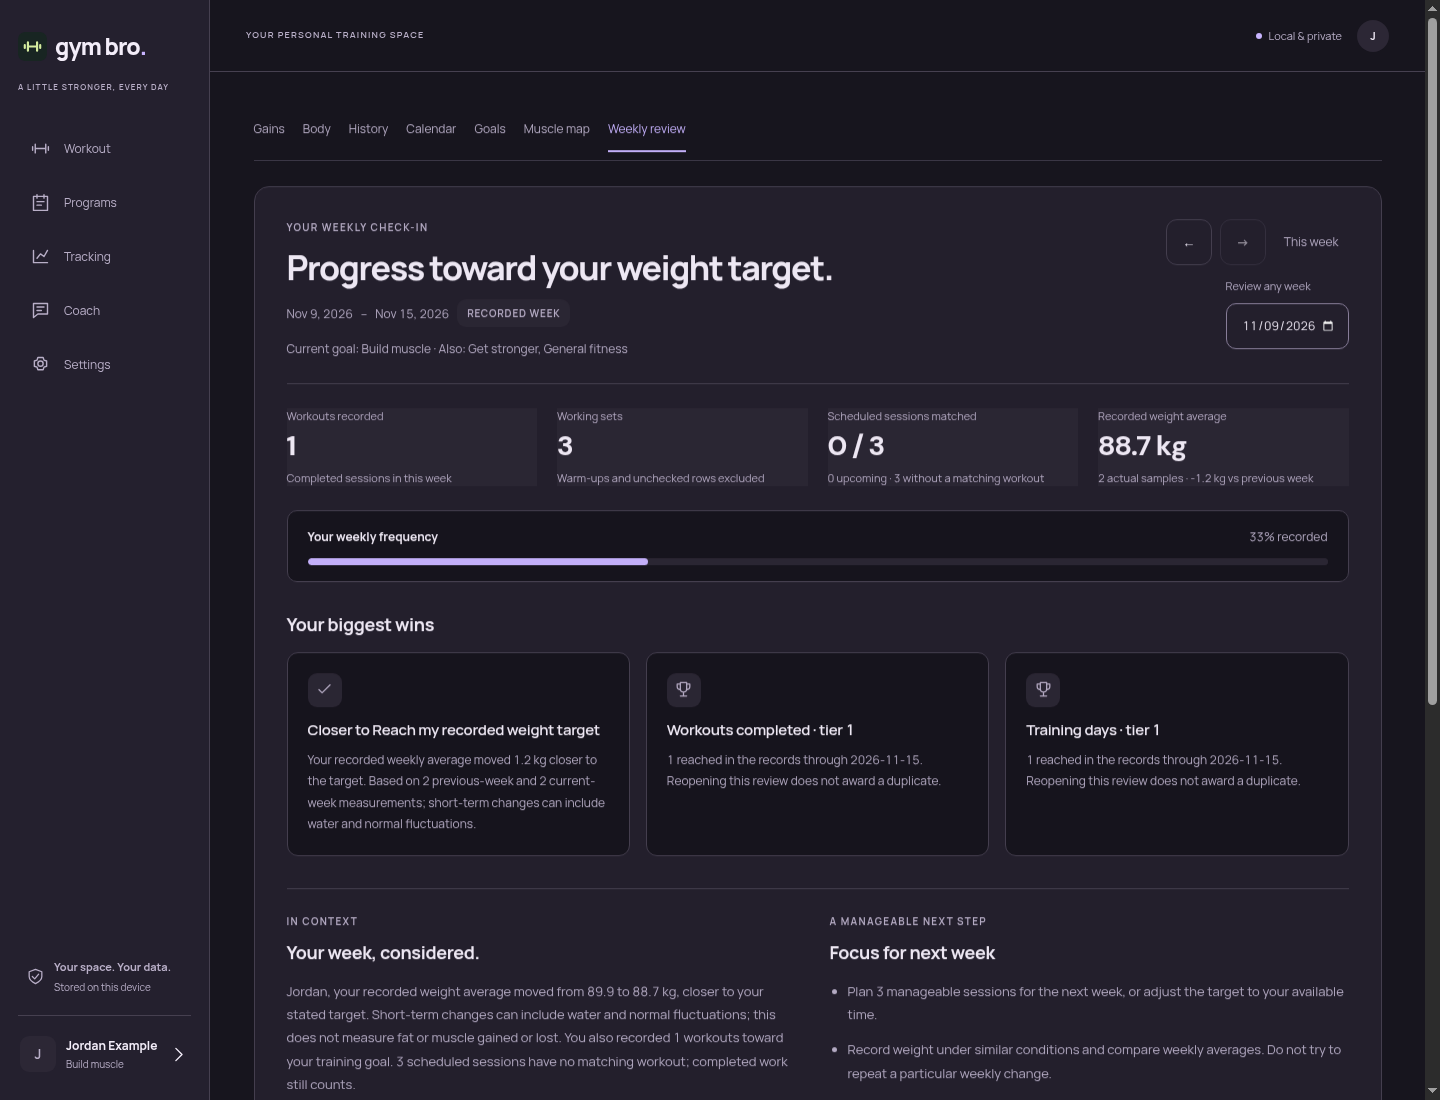 gym bro.
A LITTLE STRONGER, EVERY DAY
Workout
Programs
Tracking
Coach
Settings
Your space. Your data.
Stored on this device
J
Jordan Example
Build muscle
YOUR PERSONAL TRAINING SPACE
Local & private
J
Gains Body History Calendar Goals Muscle map Weekly review
YOUR WEEKLY CHECK-IN
Progress toward your weight target.
Nov 9, 2026 – Nov 15, 2026 RECORDED WEEK
Current goal: Build muscle · Also: Get stronger, General fitness
← → This week
Review any week
11/09/2026
Workouts recorded
1
Completed sessions in this week
Working sets
3
Warm-ups and unchecked rows excluded
Scheduled sessions matched
0 / 3
0 upcoming · 3 without a matching workout
Recorded weight average
88.7 kg
2 actual samples · -1.2 kg vs previous week
Your weekly frequency
33% recorded
Your biggest wins
Closer to Reach my recorded weight target
Your recorded weekly average moved 1.2 kg closer to
the target. Based on 2 previous-week and 2 current-
week measurements; short-term changes can include
water and normal fluctuations.
Workouts completed · tier 1
1 reached in the records through 2026-11-15.
Reopening this review does not award a duplicate.
Training days · tier 1
1 reached in the records through 2026-11-15.
Reopening this review does not award a duplicate.
IN CONTEXT
Your week, considered.
Jordan, your recorded weight average moved from 89.9 to 88.7 kg, closer to your
stated target. Short-term changes can include water and normal fluctuations; this
does not measure fat or muscle gained or lost. You also recorded 1 workouts toward
your training goal. 3 scheduled sessions have no matching workout; completed work
still counts.
A MANAGEABLE NEXT STEP
Focus for next week
• Plan 3 manageable sessions for the next week, or adjust the target to your available
time.
• Record weight under similar conditions and compare weekly averages. Do not try to
repeat a particular weekly change.